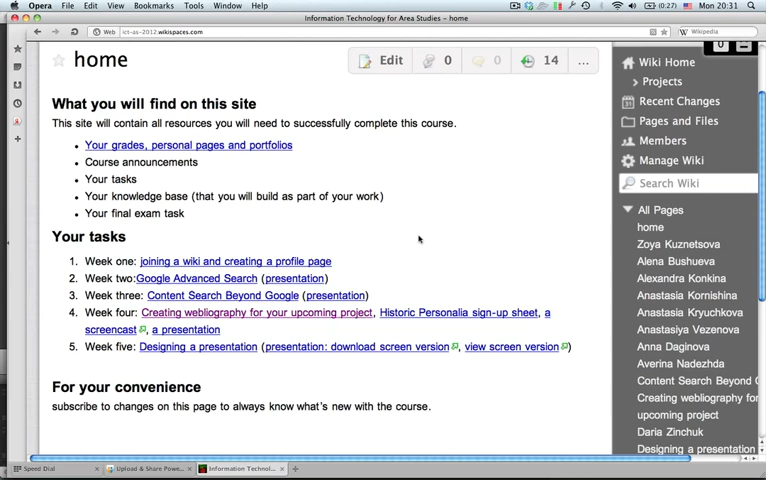 Opera File Edit View Bookmarks Tools Window Help (0:27) Mon 20:31
Information Technology for Area Studies - home
Web ict-as-2012.wikispaces.com Wikipedia
home
Edit 0 0 14 ...
What you will find on this site
This site will contain all resources you will need to successfully complete this course.
• Your grades, personal pages and portfolios
• Course announcements
• Your tasks
• Your knowledge base (that you will build as part of your work)
• Your final exam task
Your tasks
1. Week one: joining a wiki and creating a profile page
2. Week two:Google Advanced Search (presentation)
3. Week three: Content Search Beyond Google (presentation)
4. Week four: Creating webliography for your upcoming project, Historic Personalia sign-up sheet, a
screencast, a presentation
5. Week five: Designing a presentation (presentation: download screen version, view screen version)
For your convenience
subscribe to changes on this page to always know what's new with the course.
Wiki Home
Projects
Recent Changes
Pages and Files
Members
Manage Wiki
Search Wiki
All Pages
home
Zoya Kuznetsova
Alena Bushueva
Alexandra Konkina
Anastasia Kornishina
Anastasia Kryuchkova
Anastasiya Vezenova
Anna Daginova
Averina Nadezhda
Content Search Beyond G
Creating webliography for
upcoming project
Daria Zinchuk
Designing a presentation
Speed Dial
Upload & Share Powe...
Information Technol...